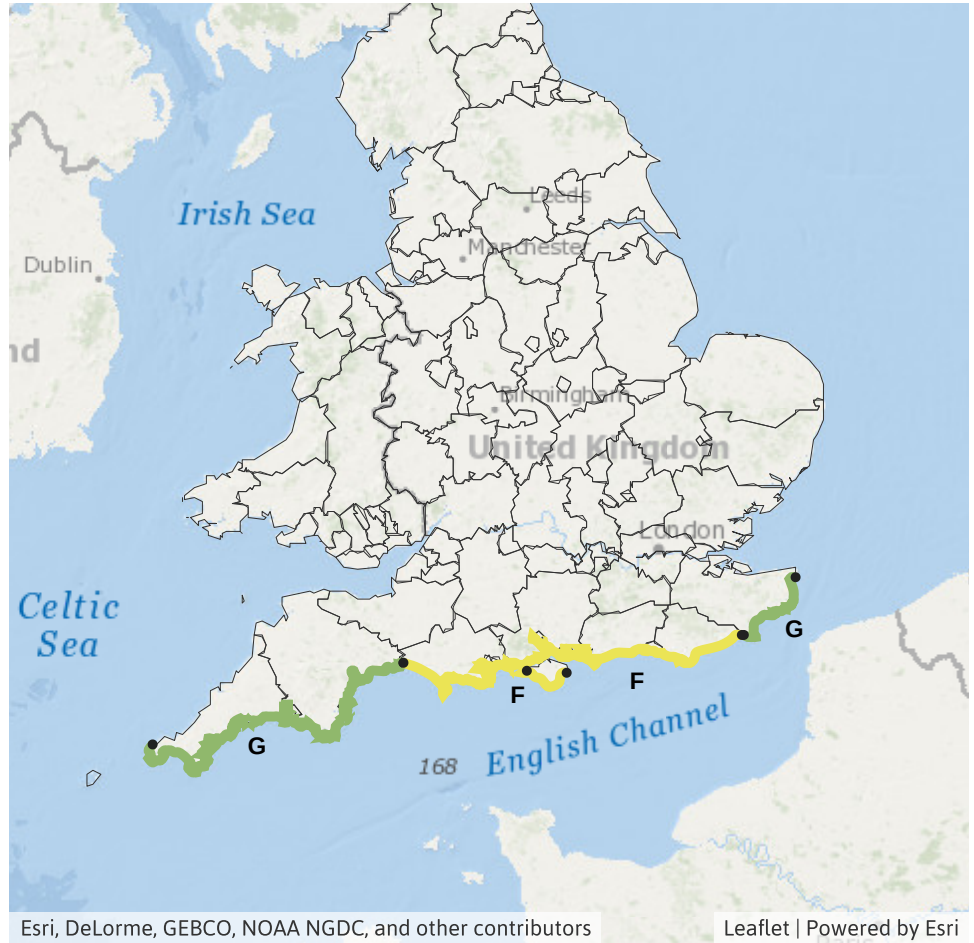 Leeds
Irish Sea
Manchester
Dublin
nd
Birmingham
United Kingdom
London
Celtic
Sea
G
F
F
English Channel
G
168
Esri, DeLorme, GEBCO, NOAA NGDC, and other contributors
Leaflet | Powered by Esri